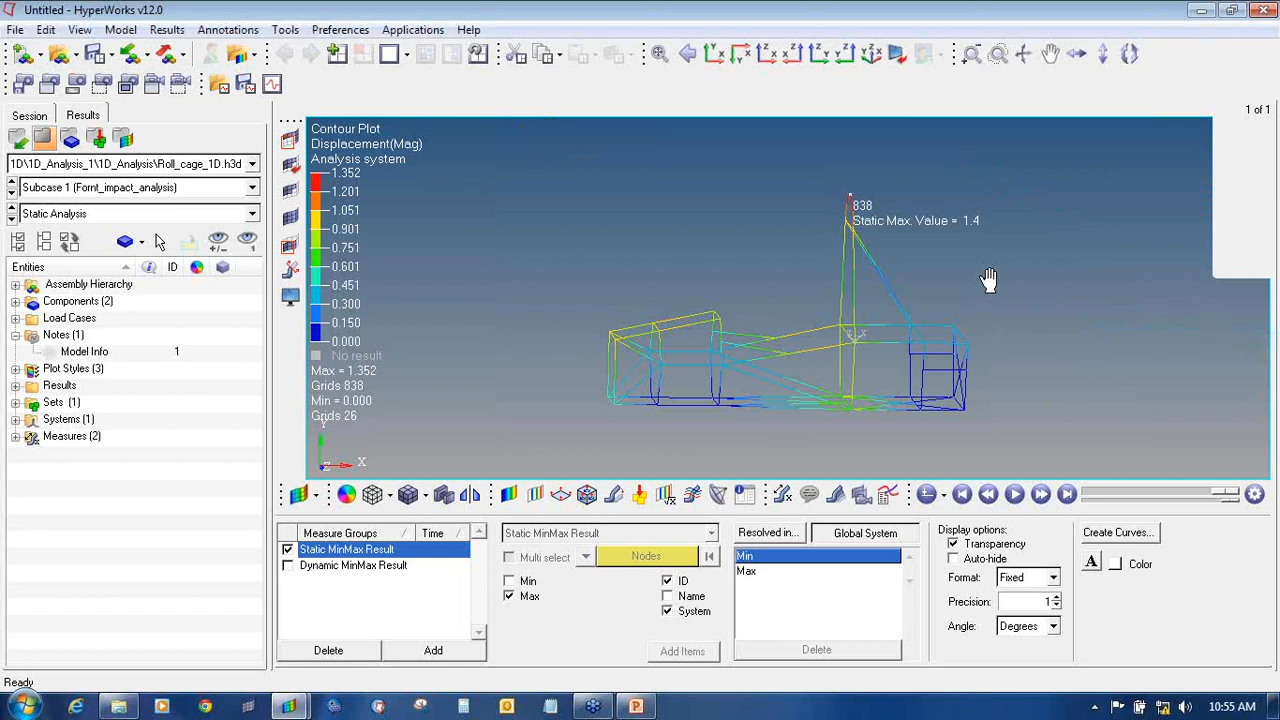 Untitled - HyperWorks v12.0
File Edit View Model Results Annotations Tools Preferences Applications Help
1 of 1
Session Results
1D\1D_Analysis_1\1D_Analysis\Roll_cage_1D.h3d
Subcase 1 (Fornt_impact_analysis)
Static Analysis
Entities ID
Assembly Hierarchy
Components (2)
Load Cases
Notes (1)
Model Info 1
Plot Styles (3)
Results
Sets (1)
Systems (1)
Measures (2)
Contour Plot
Displacement(Mag)
Analysis system
1.352
1.201
1.051
0.901
0.751
0.601
0.451
0.300
0.150
0.000
No result
Max = 1.352
Grids 838
Min = 0.000
Grids 26
838
Static Max. Value = 1.4
Y
Z X
Measure Groups Time
Static MinMax Result
Dynamic MinMax Result
Delete Add
Static MinMax Result
Multi select Nodes
Min ID
Max Name
System
Add Items
Resolved in... Global System
Min
Max
Delete
Display options:
Transparency
Auto-hide
Format: Fixed
Precision: 1
Angle: Degrees
Create Curves...
A Color
Ready
10:55 AM